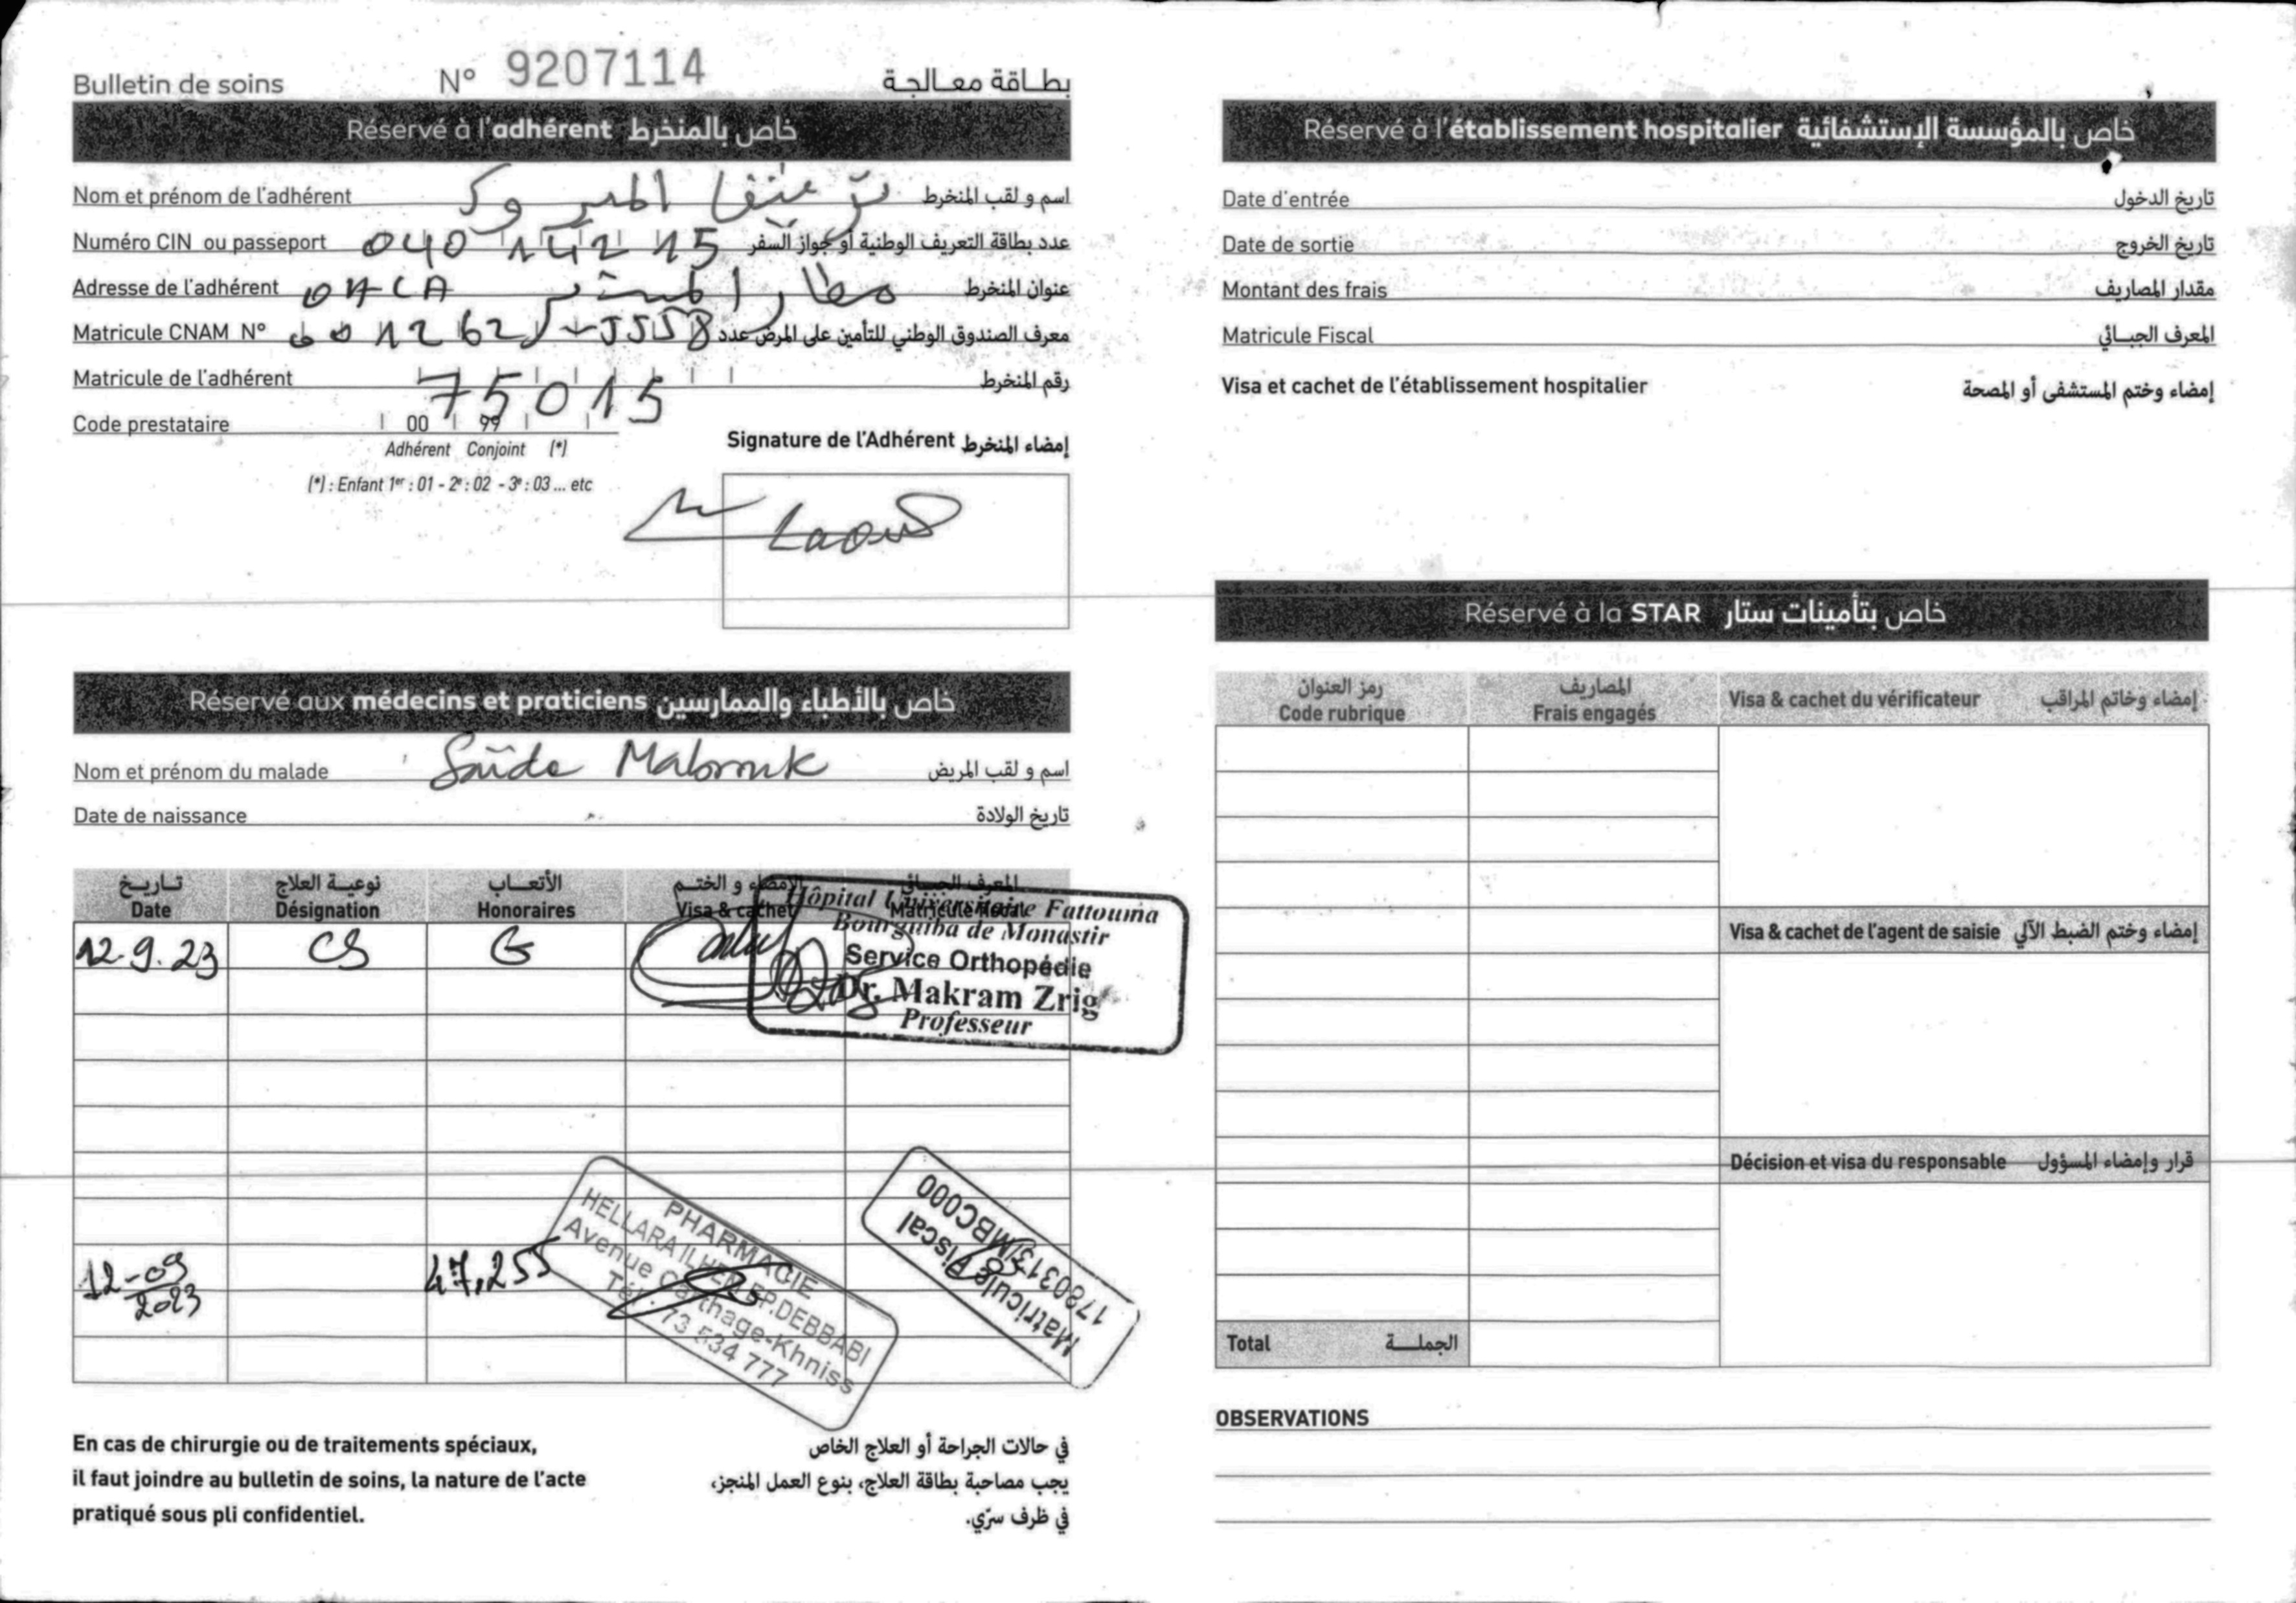 Bulletin de soins N° 9207114 بطاقة معالجة
Réservé à l'adhérent خاص بالمنخرط
Nom et prénom de l'adhérent المبروك اسم و لقب المنخرط
Numéro CIN ou passeport 04014215 عدد بطاقة التعريف الوطنية أو جواز السفر
Adresse de l'adhérent OACA مطار المنستير عنوان المنخرط
Matricule CNAM N° معرف الصندوق الوطني للتأمين على المرض عدد
Matricule de l'adhérent 75015 رقم المنخرط
Code prestataire 00 99
Adhérent Conjoint (*)
(*) : Enfant 1er : 01 - 2e : 02 - 3e : 03 ... etc
Signature de l'Adhérent إمضاء المنخرط
Réservé aux médecins et praticiens خاص بالأطباء والممارسين
Nom et prénom du malade Saïda Mabrouk اسم و لقب المريض
Date de naissance تاريخ الولادة
تاريخ نوعية العلاج الأتعاب الإمضاء و الختم المعرف الجبائي
Date Désignation Honoraires Visa & cachet Matricule Fiscal
12.9.23 CS G
Hôpital Universitaire Fattouma
Bourguiba de Monastir
Service Orthopédie
Dr. Makram Zrig
Professeur
12-09
2023
47,255
PHARMACIE
HELLARA ILHEM EP.DEBBABI
Avenue Carthage-Khniss
Tél : 73 534 777
Matricule Fiscal
1780313/MBC000
En cas de chirurgie ou de traitements spéciaux,
il faut joindre au bulletin de soins, la nature de l'acte
pratiqué sous pli confidentiel.
في حالات الجراحة أو العلاج الخاص
يجب مصاحبة بطاقة العلاج، بنوع العمل المنجز،
في ظرف سرّي.
Réservé à l'établissement hospitalier خاص بالمؤسسة الإستشفائية
Date d'entrée تاريخ الدخول
Date de sortie تاريخ الخروج
Montant des frais مقدار المصاريف
Matricule Fiscal المعرف الجبائي
Visa et cachet de l'établissement hospitalier إمضاء وختم المستشفى أو المصحة
Réservé à la STAR خاص بتأمينات ستار
رمز العنوان المصاريف
Code rubrique Frais engagés Visa & cachet du vérificateur إمضاء وخاتم المراقب
Visa & cachet de l'agent de saisie إمضاء وختم الضبط الآلي
Décision et visa du responsable قرار وإمضاء المسؤول
Total الجملة
OBSERVATIONS